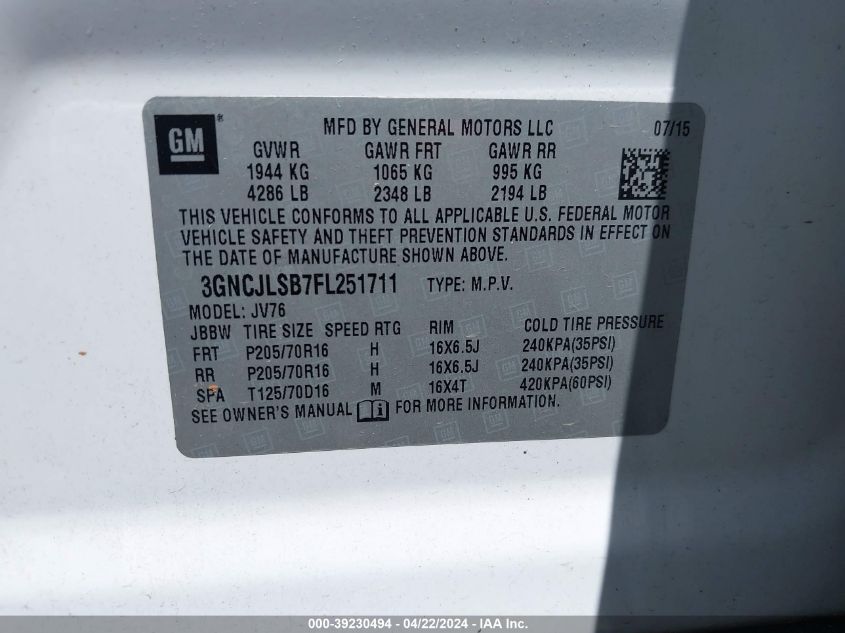 GM ® MFD BY GENERAL MOTORS LLC 07/15
GVWR GAWR FRT GAWR RR
1944 KG 1065 KG 995 KG
4286 LB 2348 LB 2194 LB
THIS VEHICLE CONFORMS TO ALL APPLICABLE U.S. FEDERAL MOTOR
VEHICLE SAFETY AND THEFT PREVENTION STANDARDS IN EFFECT ON
THE DATE OF MANUFACTURE SHOWN ABOVE.
3GNCJLSB7FL251711 TYPE: M.P.V.
MODEL: JV76
JBBW TIRE SIZE SPEED RTG RIM COLD TIRE PRESSURE
FRT P205/70R16 H 16X6.5J 240KPA(35PSI)
RR P205/70R16 H 16X6.5J 240KPA(35PSI)
SPA T125/70D16 M 16X4T 420KPA(60PSI)
SEE OWNER'S MANUAL i FOR MORE INFORMATION.
000-39230494 - 04/22/2024 - IAA Inc.